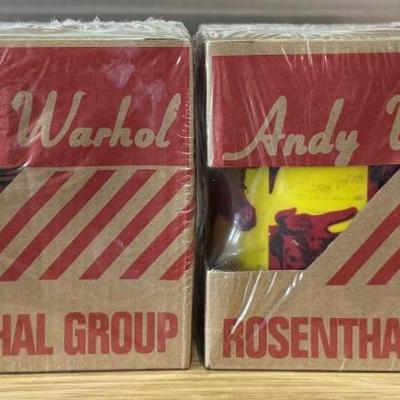 Warhol
HAL GROUP
Andy
ROSENTHA